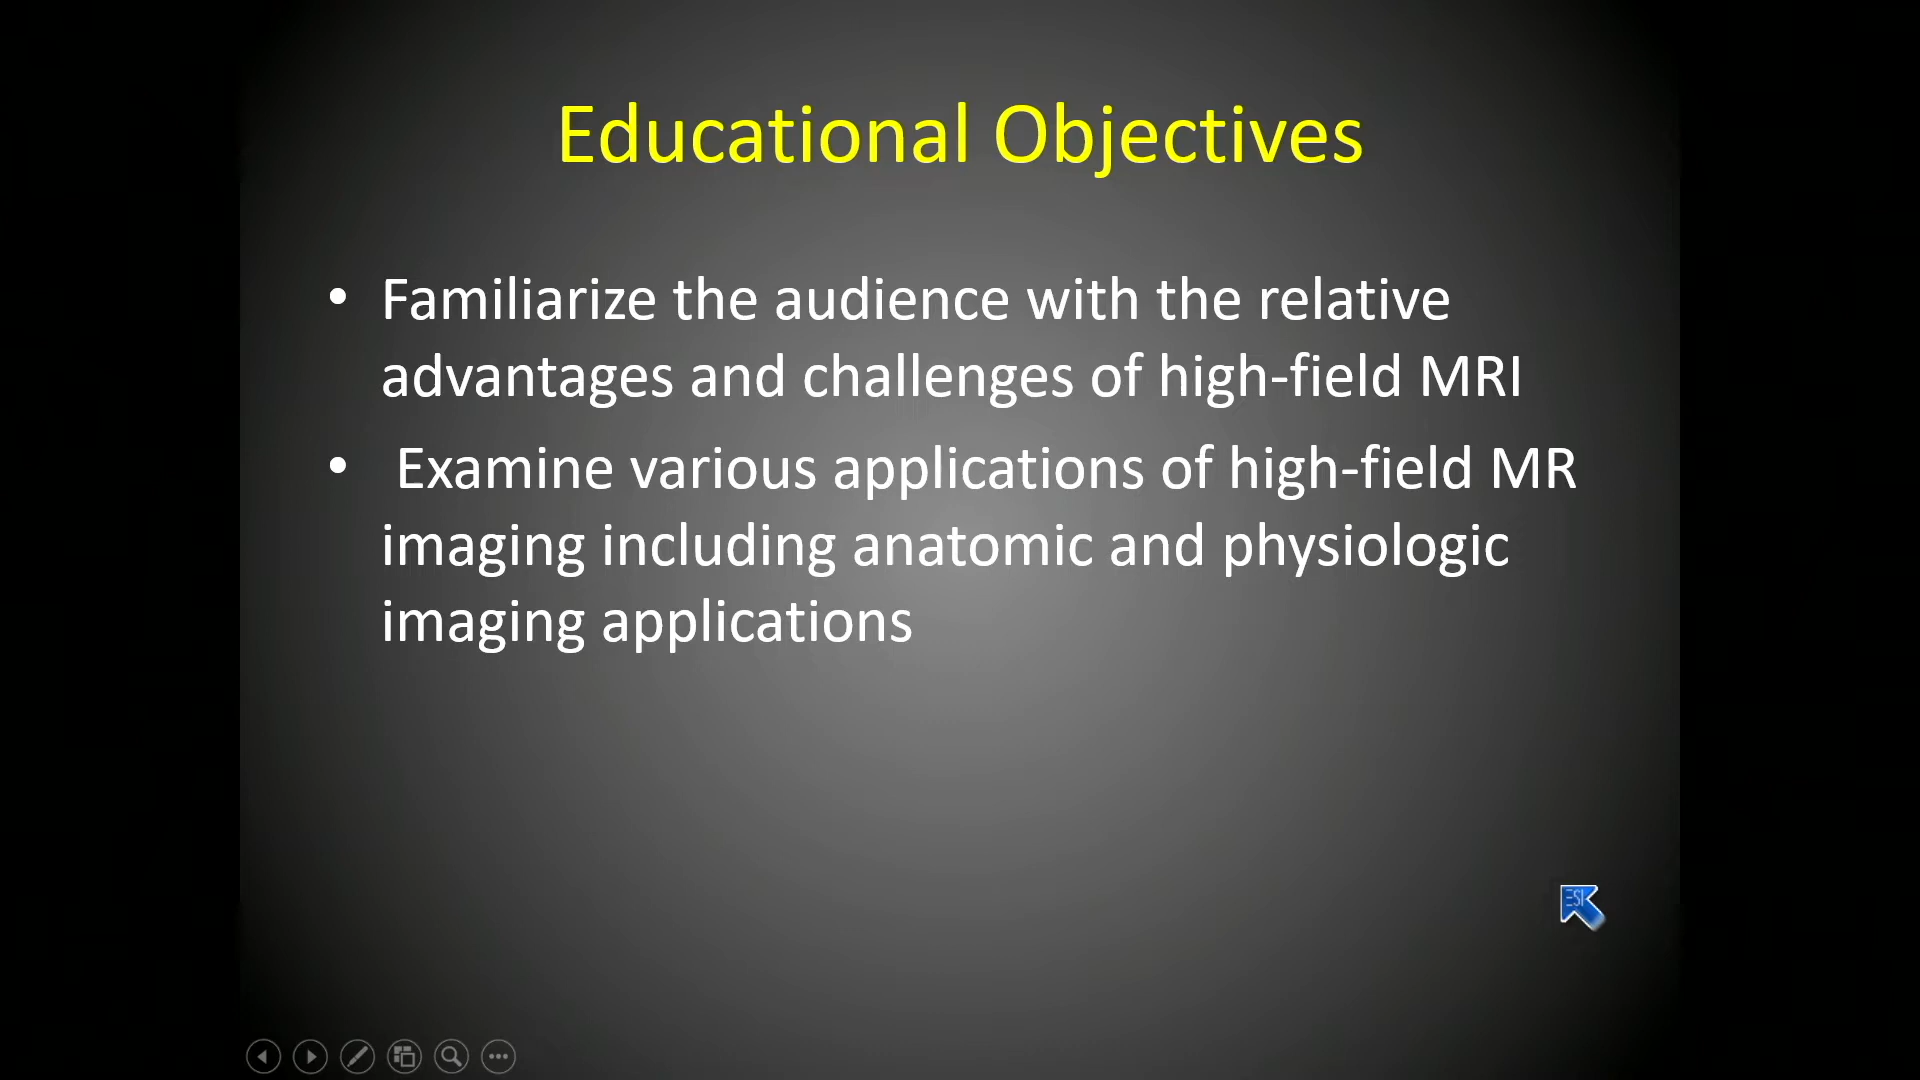 Educational Objectives
• Familiarize the audience with the relative
advantages and challenges of high-field MRI
• Examine various applications of high-field MR
imaging including anatomic and physiologic
imaging applications
ESI